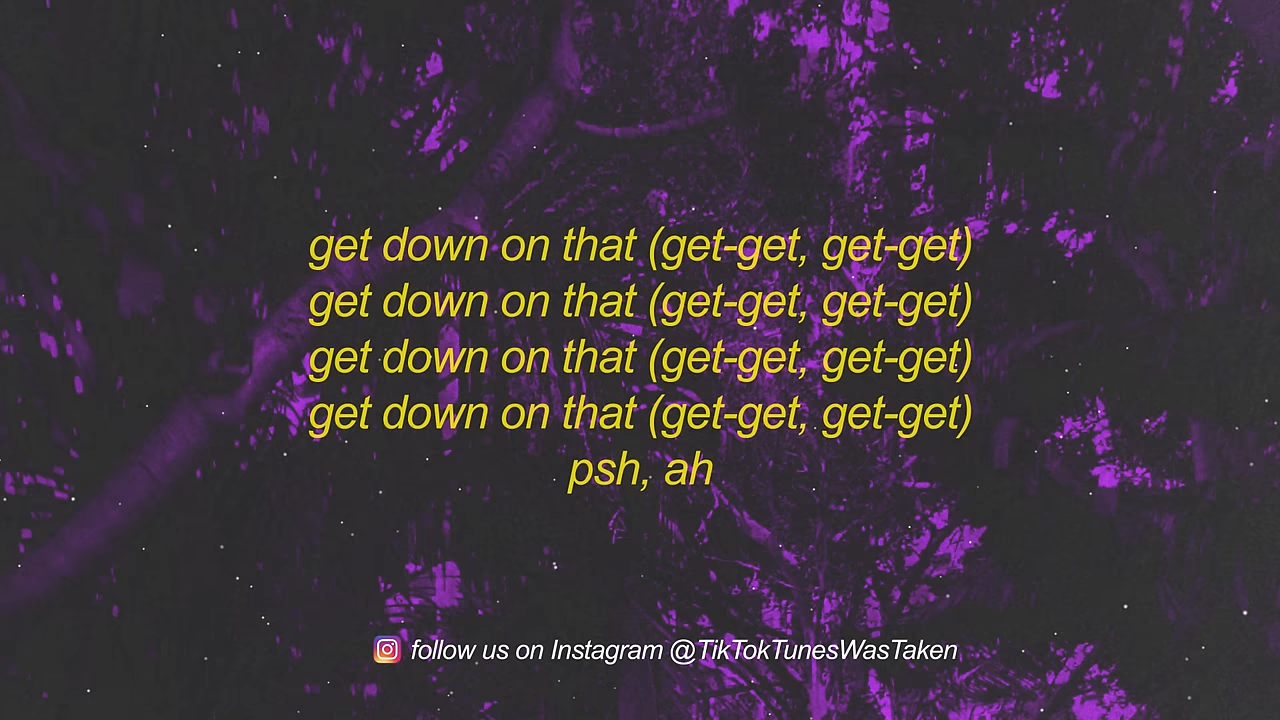 get down on that (get-get, get-get)
get down on that (get-get, get-get)
get down on that (get-get, get-get)
get down on that (get-get, get-get)
psh, ah
follow us on Instagram @TikTokTunesWasTaken